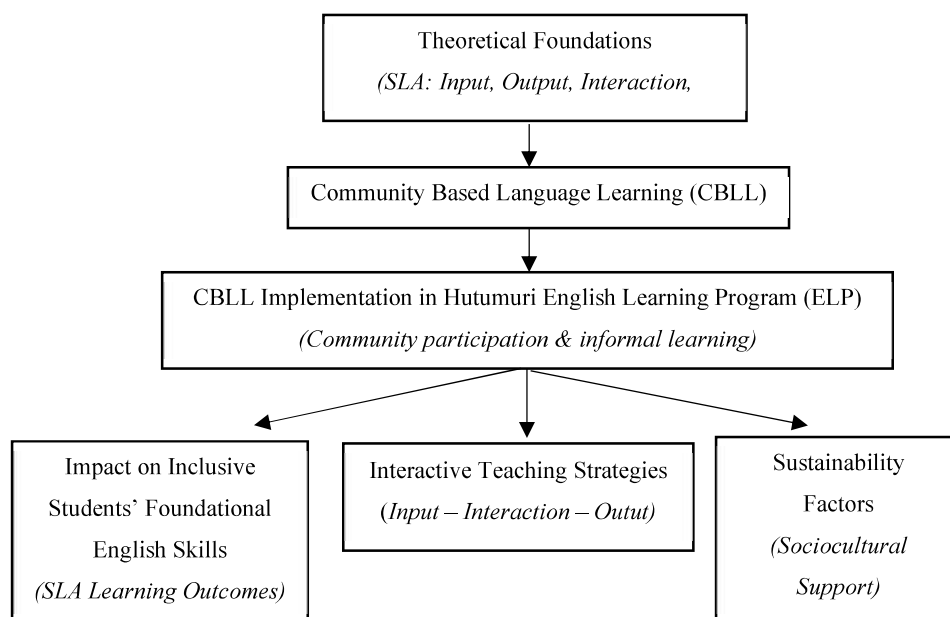 Theoretical Foundations
(SLA: Input, Output, Interaction,
Community Based Language Learning (CBLL)
CBLL Implementation in Hutumuri English Learning Program (ELP)
(Community participation & informal learning)
Impact on Inclusive
Students’ Foundational
English Skills
(SLA Learning Outcomes)
Interactive Teaching Strategies
(Input – Interaction – Outut)
Sustainability
Factors
(Sociocultural
Support)